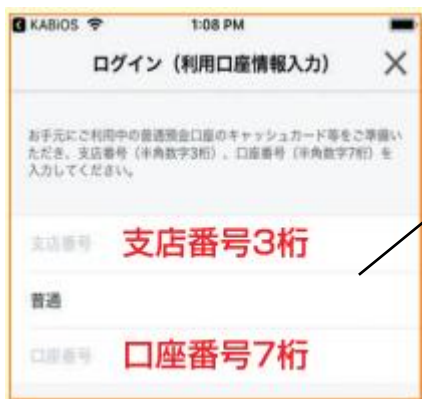 KABIOS 1:08 PM
ログイン（利用口座情報入力）
お手元にご利用中の普通預金口座のキャッシュカード等をご準備い
ただき、支店番号（半角数字3桁）、口座番号（半角数字7桁）を
入力してください。
支店番号 支店番号3桁
普通
口座番号 口座番号7桁